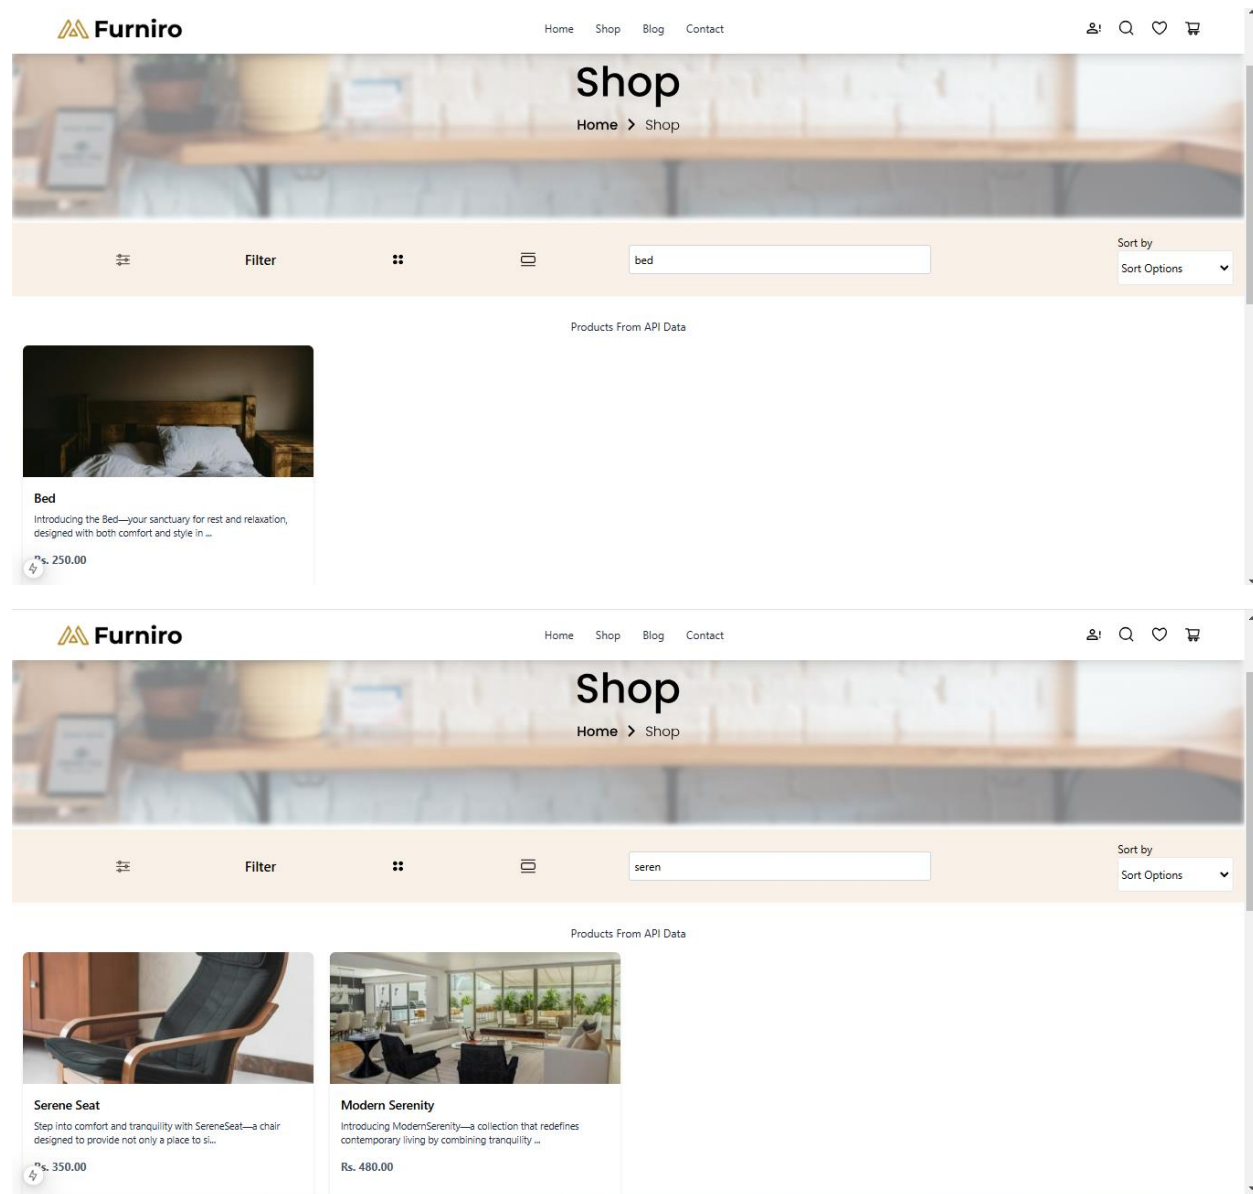 Furniro
Home Shop Blog Contact
Shop
Home Shop
Filter
bed
Sort by
Sort Options
Products From API Data
Bed
Introducing the Bed—your sanctuary for rest and relaxation,
designed with both comfort and style in ...
Rs. 250.00
Furniro
Home Shop Blog Contact
Shop
Home Shop
Filter
seren
Sort by
Sort Options
Products From API Data
Serene Seat
Step into comfort and tranquility with SereneSeat—a chair
designed to provide not only a place to si...
Rs. 350.00
Modern Serenity
Introducing ModernSerenity—a collection that redefines
contemporary living by combining tranquility ...
Rs. 480.00